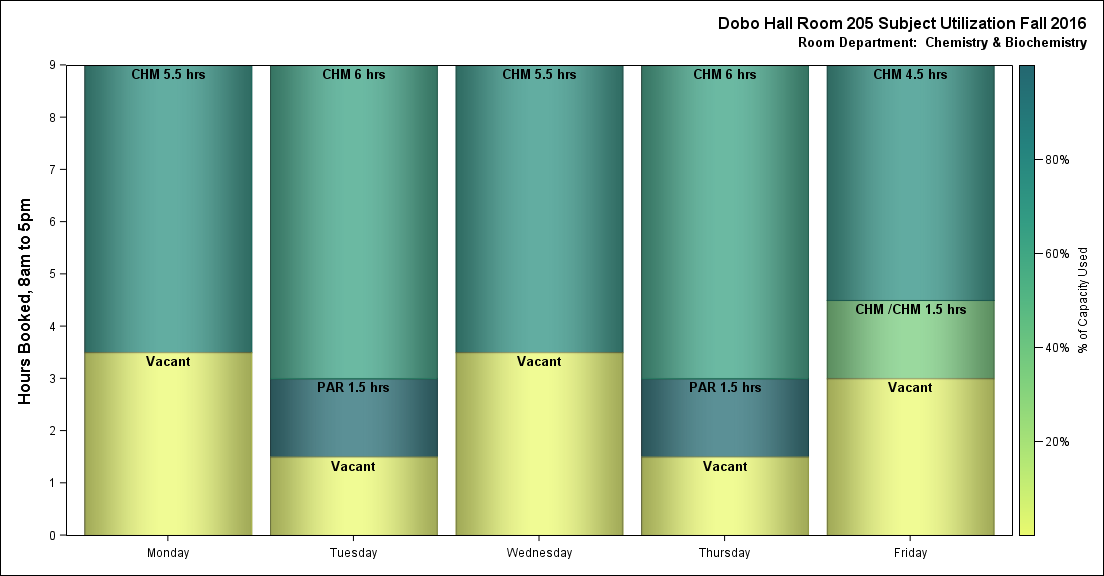 Dobo Hall Room 205 Subject Utilization Fall 2016
Room Department:  Chemistry & Biochemistry
Hours Booked, 8am to 5pm
9
8
7
6
5
4
3
2
1
0
CHM 5.5 hrs
Vacant
CHM 6 hrs
PAR 1.5 hrs
Vacant
CHM 5.5 hrs
Vacant
CHM 6 hrs
PAR 1.5 hrs
Vacant
CHM 4.5 hrs
CHM /CHM 1.5 hrs
Vacant
Monday
Tuesday
Wednesday
Thursday
Friday
80%
60%
40%
20%
% of Capacity Used